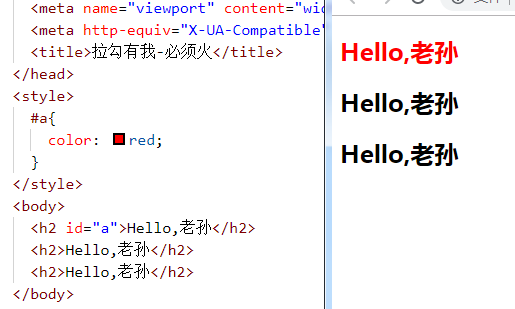 <meta name="viewport" content="wid
<meta http-equiv="X-UA-Compatible"
<title>拉勾有我-必须火</title>
</head>
<style>
#a{
color: red;
}
</style>
<body>
<h2 id="a">Hello,老孙</h2>
<h2>Hello,老孙</h2>
<h2>Hello,老孙</h2>
</body>
Hello,老孙
Hello,老孙
Hello,老孙